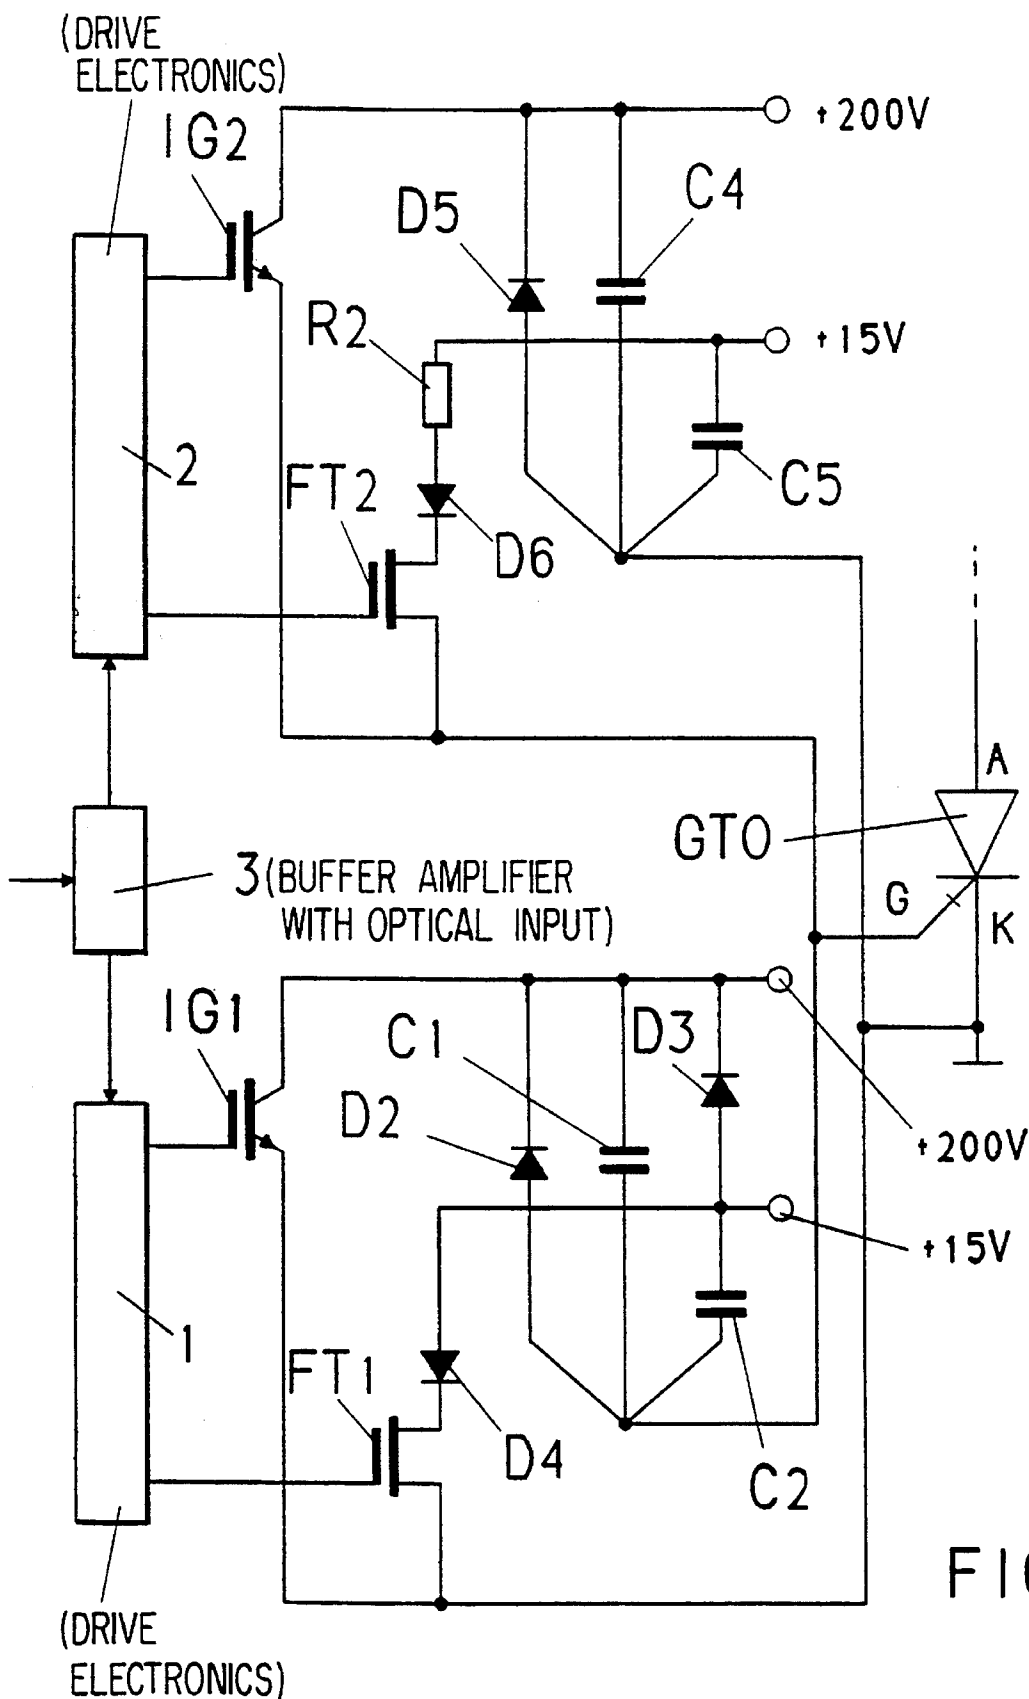 (DRIVE
ELECTRONICS)
IG2
+200V
C4
D5
R2
+15V
2
FT2
C5
D6
A
GTO
3 (BUFFER AMPLIFIER
WITH OPTICAL INPUT)
G
K
IG1
C1
D3
D2
+200V
+15V
1
FT1
D4
C2
FIG
(DRIVE
ELECTRONICS)